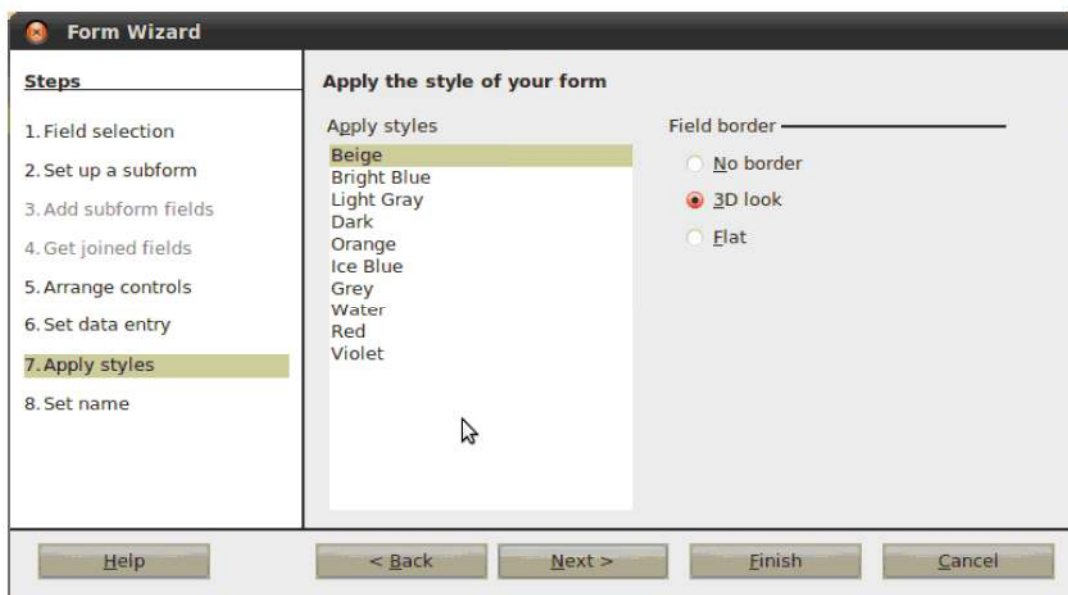 Form Wizard
Steps
1. Field selection
2. Set up a subform
3. Add subform fields
4. Get joined fields
5. Arrange controls
6. Set data entry
7. Apply styles
8. Set name
Apply the style of your form
Apply styles
Beige
Bright Blue
Light Gray
Dark
Orange
Ice Blue
Grey
Water
Red
Violet
Field border
No border
3D look
Flat
Help
< Back
Next >
Finish
Cancel